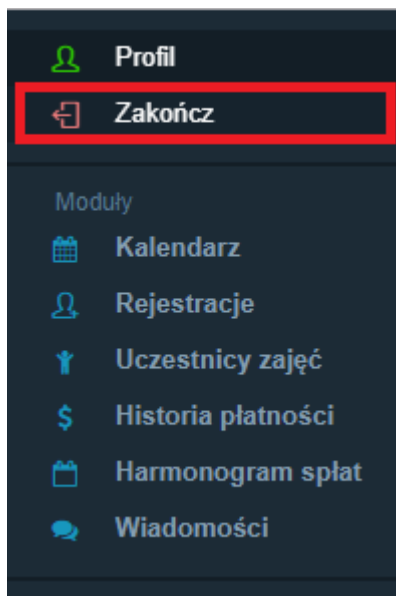 Profil
Zakończ
Moduły
Kalendarz
Rejestracje
Uczestnicy zajęć
Historia płatności
Harmonogram spłat
Wiadomości